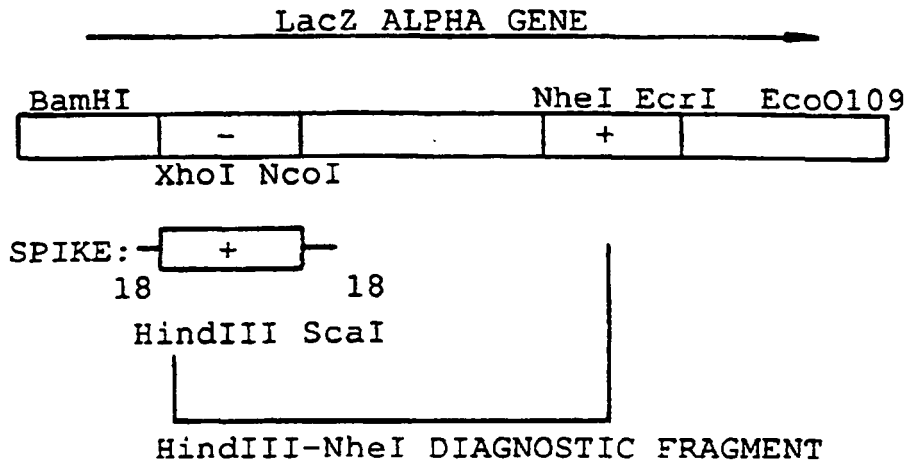 LacZ ALPHA GENE
BamHI NheI EcrI EcoO109
- +
XhoI NcoI
SPIKE: +
18 18
HindIII ScaI
HindIII-NheI DIAGNOSTIC FRAGMENT